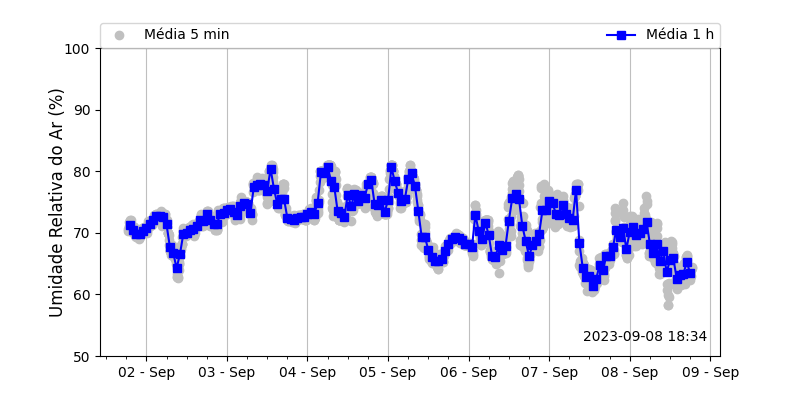 Média 5 min
Média 1 h
Umidade Relativa do Ar (%)
100
90
80
70
60
50
2023-09-08 18:34
02 - Sep
03 - Sep
04 - Sep
05 - Sep
06 - Sep
07 - Sep
08 - Sep
09 - Sep